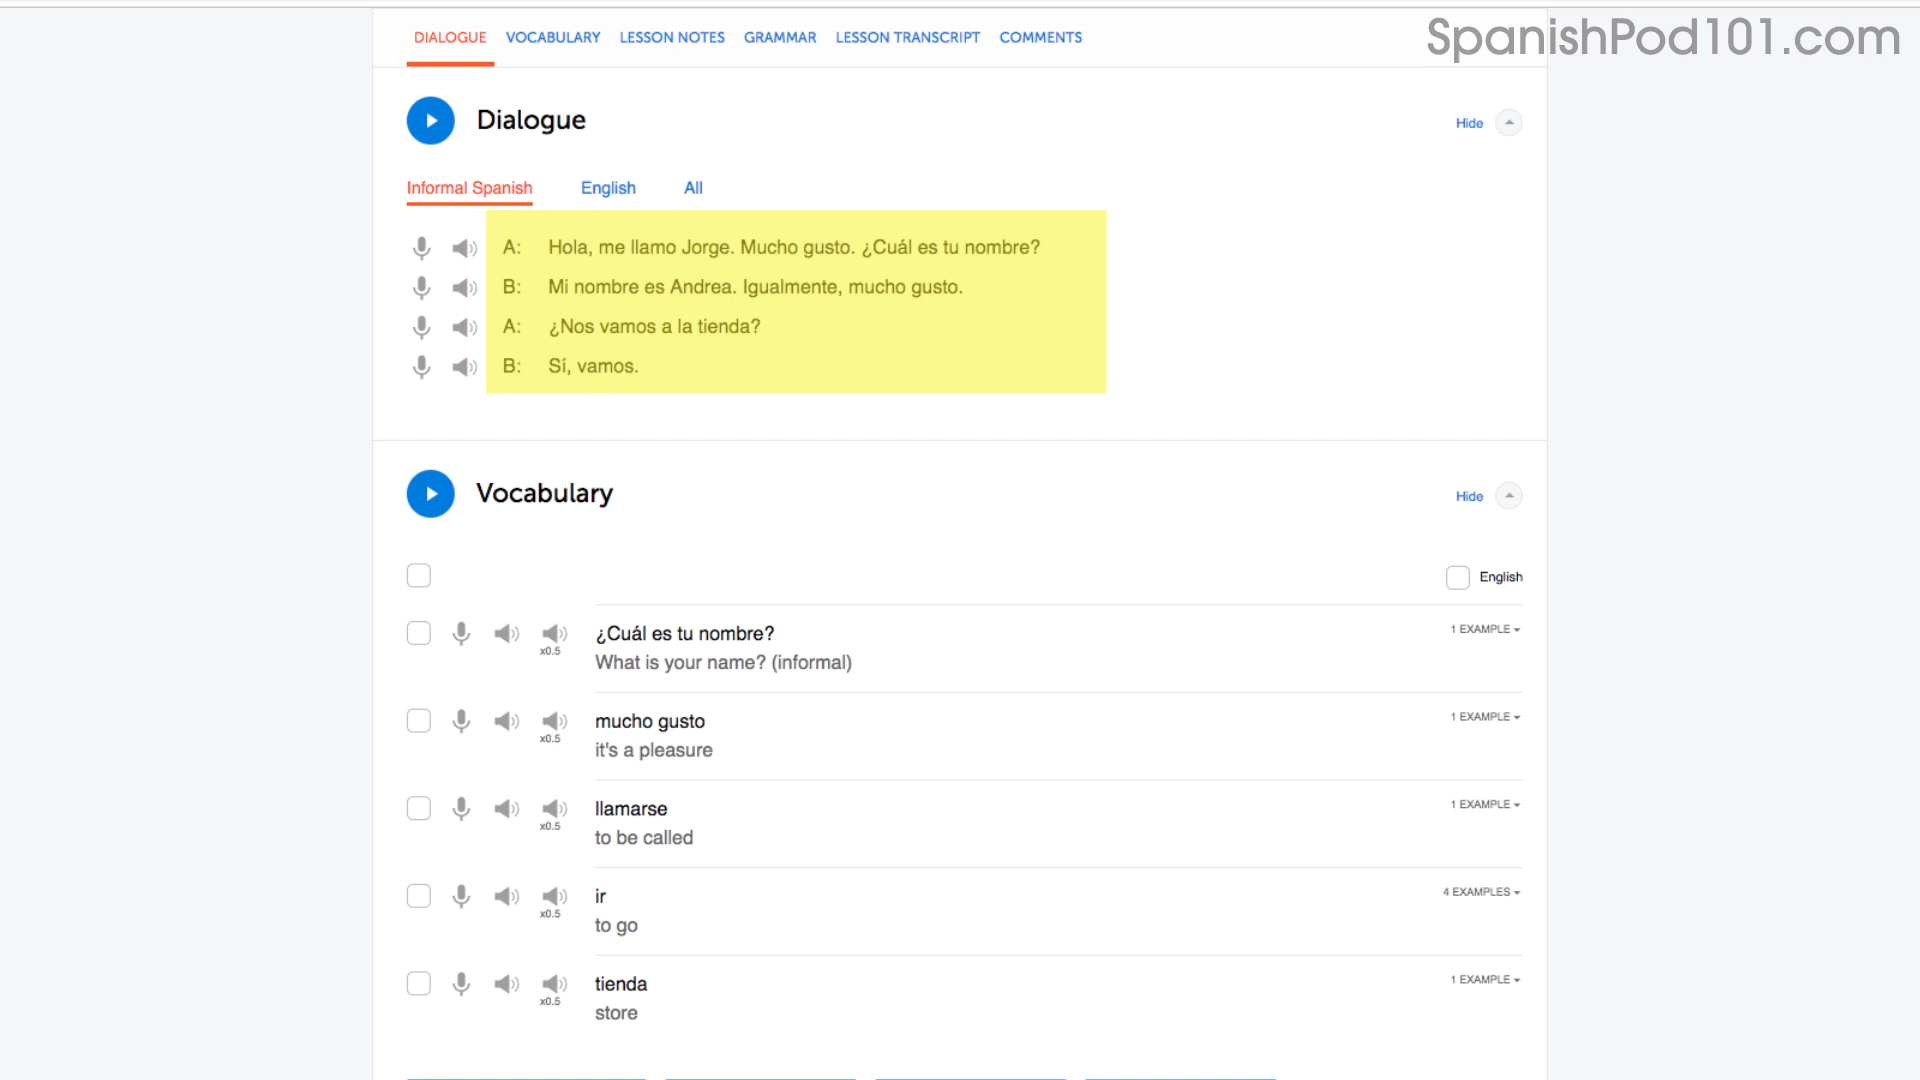 SpanishPod101.com
DIALOGUE VOCABULARY LESSON NOTES GRAMMAR LESSON TRANSCRIPT COMMENTS
Dialogue
Hide
Informal Spanish English All
A: Hola, me llamo Jorge. Mucho gusto. ¿Cuál es tu nombre?
B: Mi nombre es Andrea. Igualmente, mucho gusto.
A: ¿Nos vamos a la tienda?
B: Sí, vamos.
Vocabulary
Hide
English
¿Cuál es tu nombre?
1 EXAMPLE
x0.5
What is your name? (informal)
mucho gusto
1 EXAMPLE
x0.5
it's a pleasure
llamarse
1 EXAMPLE
x0.5
to be called
ir
4 EXAMPLES
x0.5
to go
tienda
1 EXAMPLE
x0.5
store